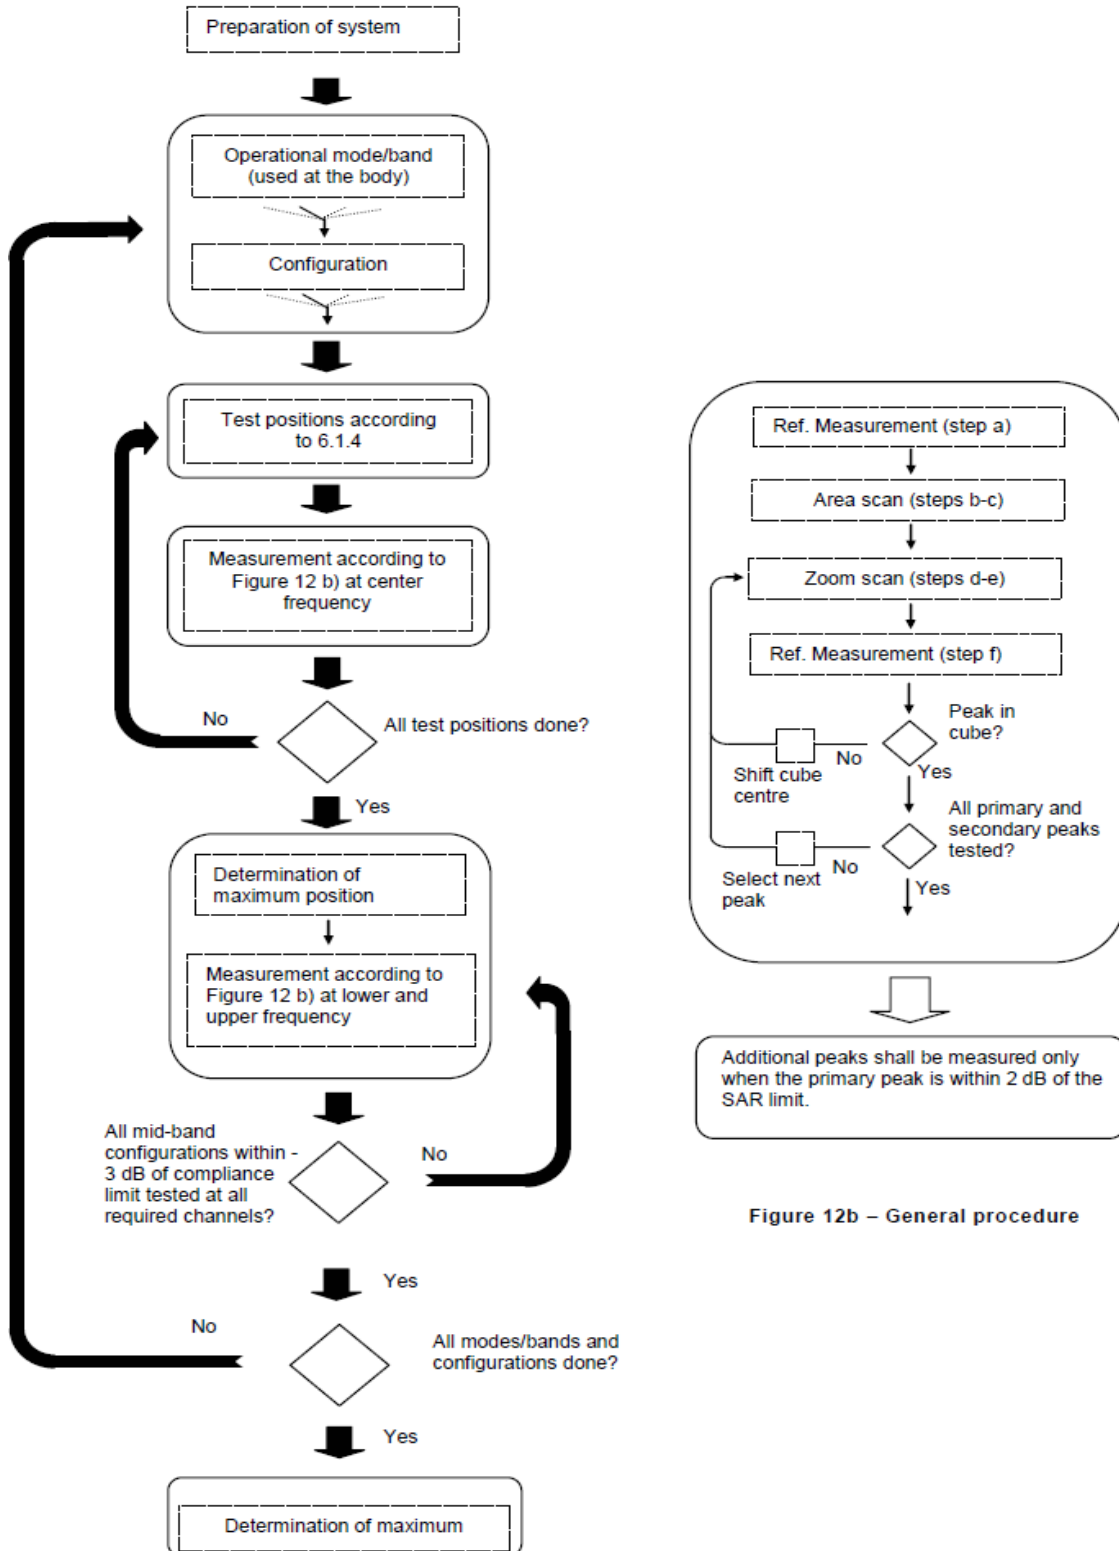 Preparation of system
Operational mode/band
(used at the body)
Configuration
Test positions according
to 6.1.4
Measurement according to
Figure 12 b) at center
frequency
No
All test positions done?
Yes
Determination of
maximum position
Measurement according to
Figure 12 b) at lower and
upper frequency
All mid-band
configurations within -
3 dB of compliance
limit tested at all
required channels?
No
Yes
No
All modes/bands and
configurations done?
Yes
Determination of maximum
Ref. Measurement (step a)
Area scan (steps b-c)
Zoom scan (steps d-e)
Ref. Measurement (step f)
Peak in
cube?
No
Shift cube
centre
Yes
All primary and
secondary peaks
tested?
No
Select next
peak
Yes
Additional peaks shall be measured only
when the primary peak is within 2 dB of the
SAR limit.
Figure 12b – General procedure